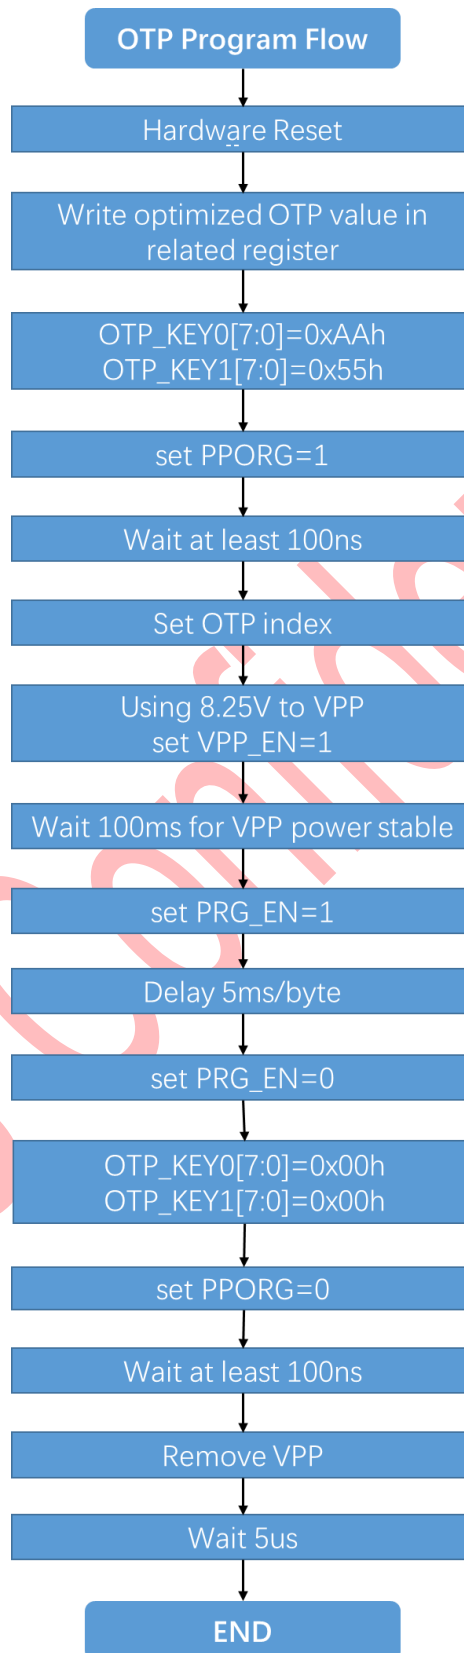 OTP Program Flow
Hardware Reset
Write optimized OTP value in
related register
OTP_KEY0[7:0]=0xAAh
OTP_KEY1[7:0]=0x55h
set PPORG=1
Wait at least 100ns
Set OTP index
Using 8.25V to VPP
set VPP_EN=1
Wait 100ms for VPP power stable
set PRG_EN=1
Delay 5ms/byte
set PRG_EN=0
OTP_KEY0[7:0]=0x00h
OTP_KEY1[7:0]=0x00h
set PPORG=0
Wait at least 100ns
Remove VPP
Wait 5us
END